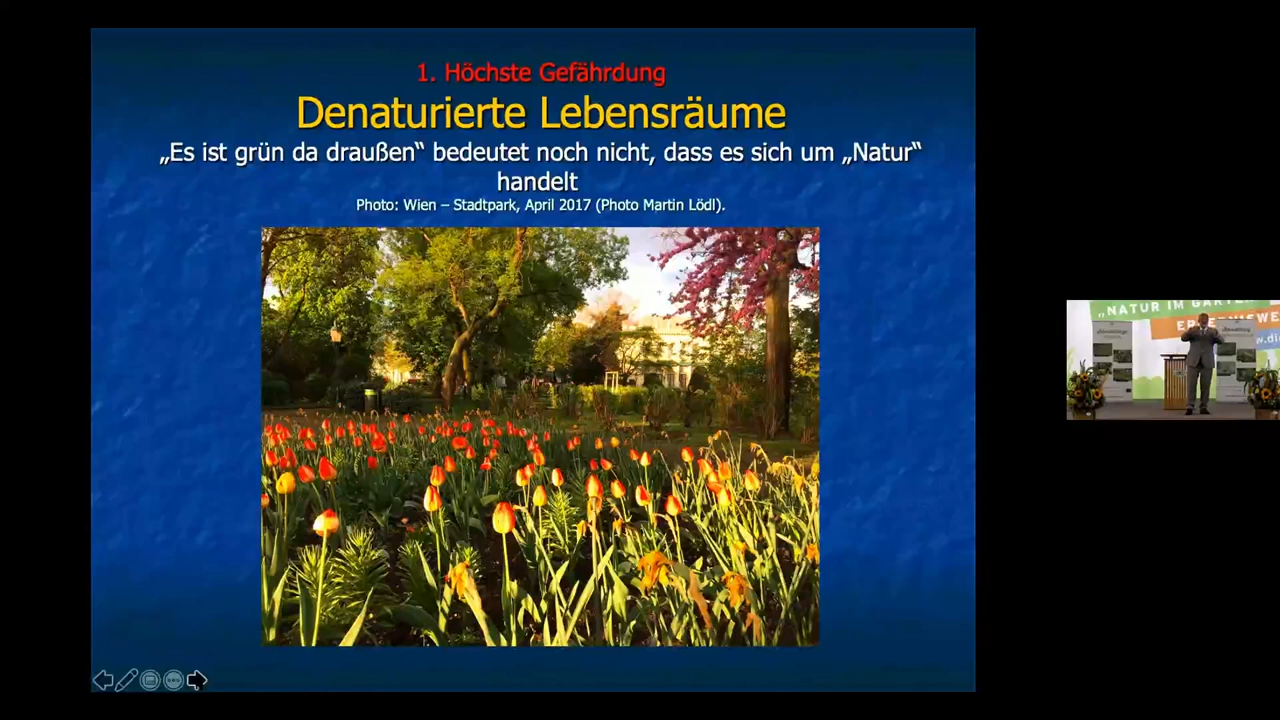 1. Höchste Gefährdung
Denaturierte Lebensräume
„Es ist grün da draußen“ bedeutet noch nicht, dass es sich um „Natur“
handelt
Photo: Wien – Stadtpark, April 2017 (Photo Martin Lödl).
„NATUR IM GARTEN